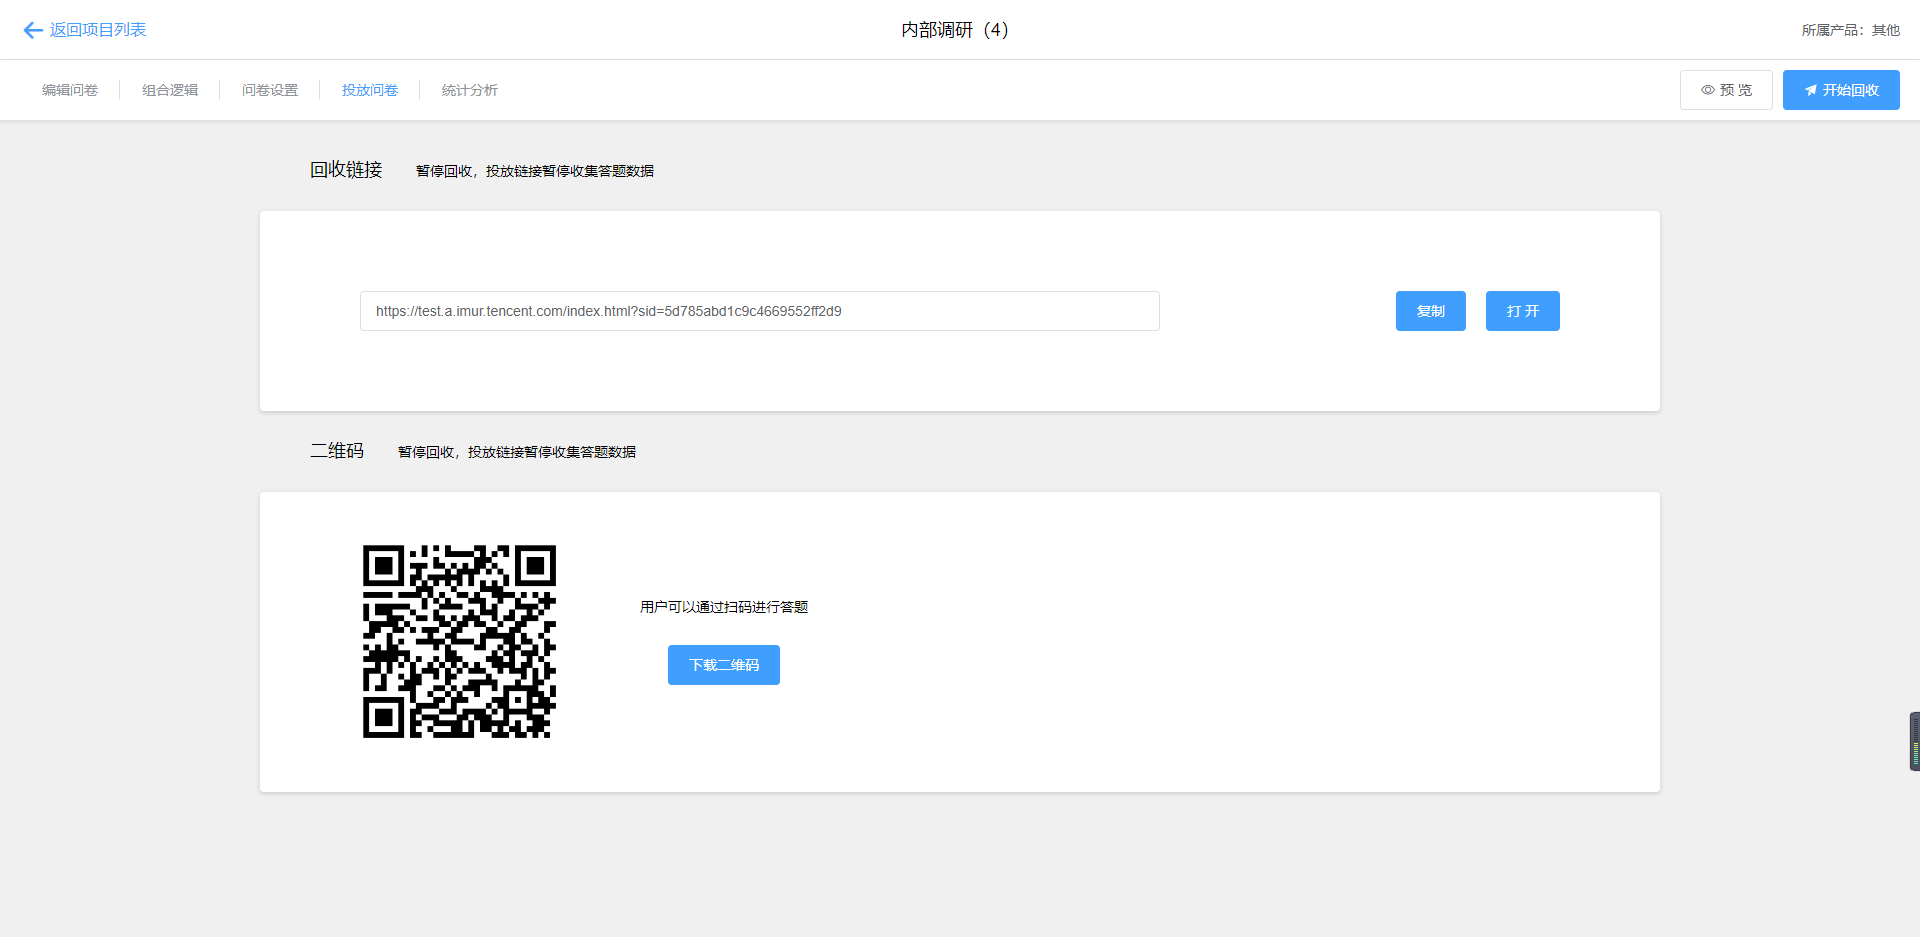 返回项目列表
内部调研（4）
所属产品：其他
编辑问卷
组合逻辑
问卷设置
投放问卷
统计分析
预 览
开始回收
回收链接
暂停回收，投放链接暂停收集答题数据
https://test.a.imur.tencent.com/index.html?sid=5d785abd1c9c4669552ff2d9
复制
打 开
二维码
暂停回收，投放链接暂停收集答题数据
用户可以通过扫码进行答题
下载二维码